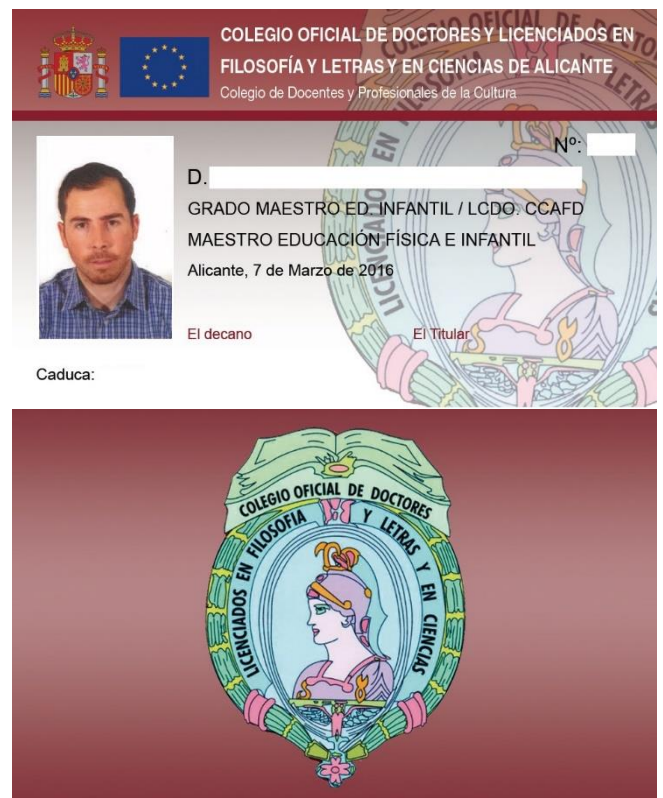 COLEGIO OFICIAL DE DOCTORES Y LICENCIADOS EN
FILOSOFÍA Y LETRAS Y EN CIENCIAS DE ALICANTE
Colegio de Docentes y Profesionales de la Cultura
Nº:
D.
GRADO MAESTRO ED. INFANTIL / LCDO. CCAFD
MAESTRO EDUCACIÓN FÍSICA E INFANTIL
Alicante, 7 de Marzo de 2016
El decano El Titular
Caduca:
COLEGIO OFICIAL DE DOCTORES
LICENCIADOS EN FILOSOFIA Y LETRAS Y EN CIENCIAS